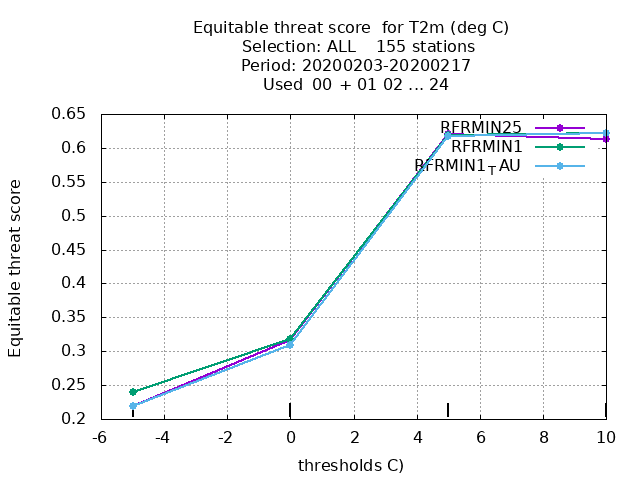 Equitable threat score  for T2m (deg C)
Selection: ALL    155 stations
Period: 20200203-20200217
Used  00 + 01 02 ... 24
Equitable threat score
0.65
0.6
0.55
0.5
0.45
0.4
0.35
0.3
0.25
0.2
RFRMIN25
RFRMIN1
RFRMIN1_TAU
-6 -4 -2 0 2 4 6 8 10
thresholds C)